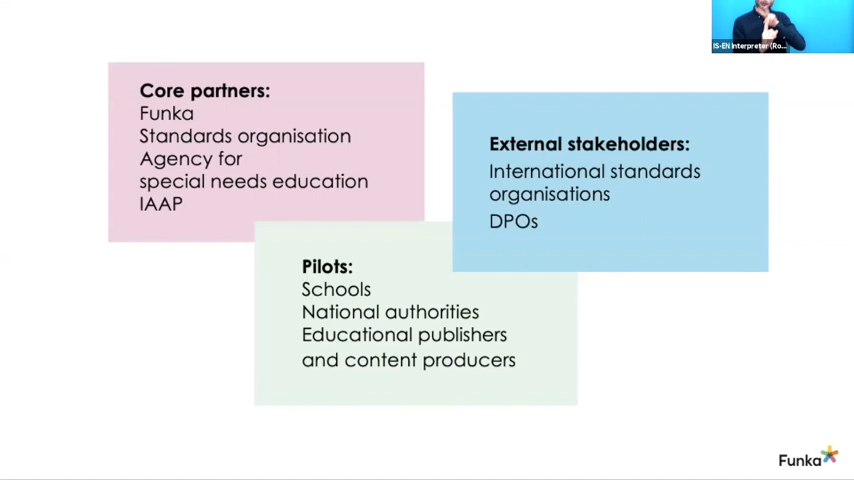 IS-EN Interpreter (Ro...
Core partners:
Funka
Standards organisation
Agency for
special needs education
IAAP
External stakeholders:
International standards
organisations
DPOs
Pilots:
Schools
National authorities
Educational publishers
and content producers
Funka